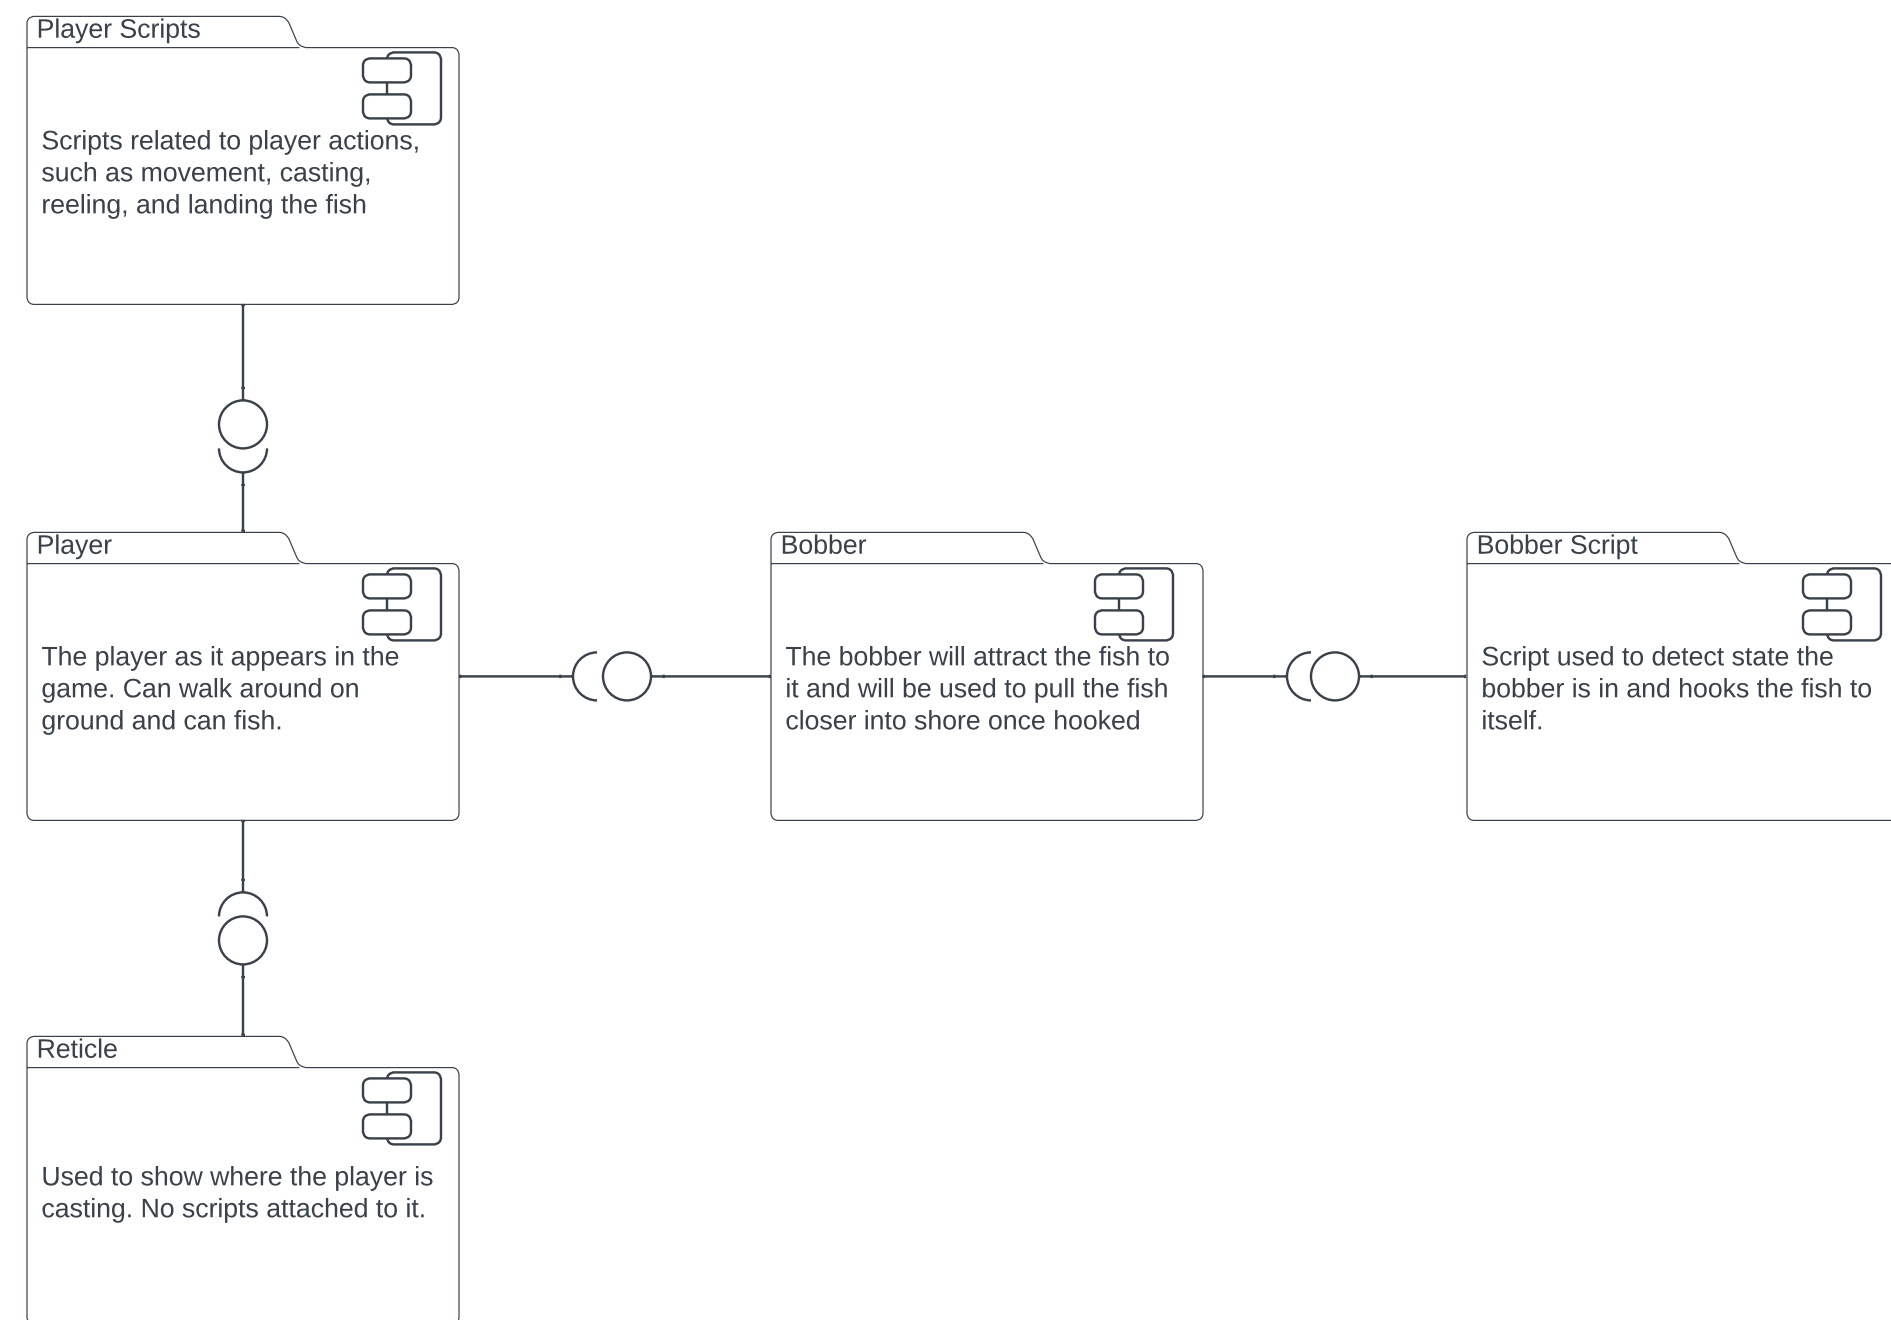 Player Scripts
Scripts related to player actions,
such as movement, casting,
reeling, and landing the fish
Player
The player as it appears in the
game. Can walk around on
ground and can fish.
Bobber
The bobber will attract the fish to
it and will be used to pull the fish
closer into shore once hooked
Bobber Script
Script used to detect state the
bobber is in and hooks the fish to
itself.
Reticle
Used to show where the player is
casting. No scripts attached to it.